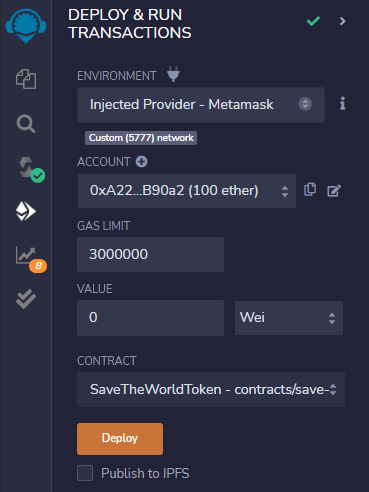 DEPLOY & RUN
TRANSACTIONS
ENVIRONMENT
Injected Provider - Metamask
Custom (5777) network
ACCOUNT
0xA22...B90a2 (100 ether)
GAS LIMIT
3000000
VALUE
0
Wei
CONTRACT
SaveTheWorldToken - contracts/save-
8
Deploy
Publish to IPFS